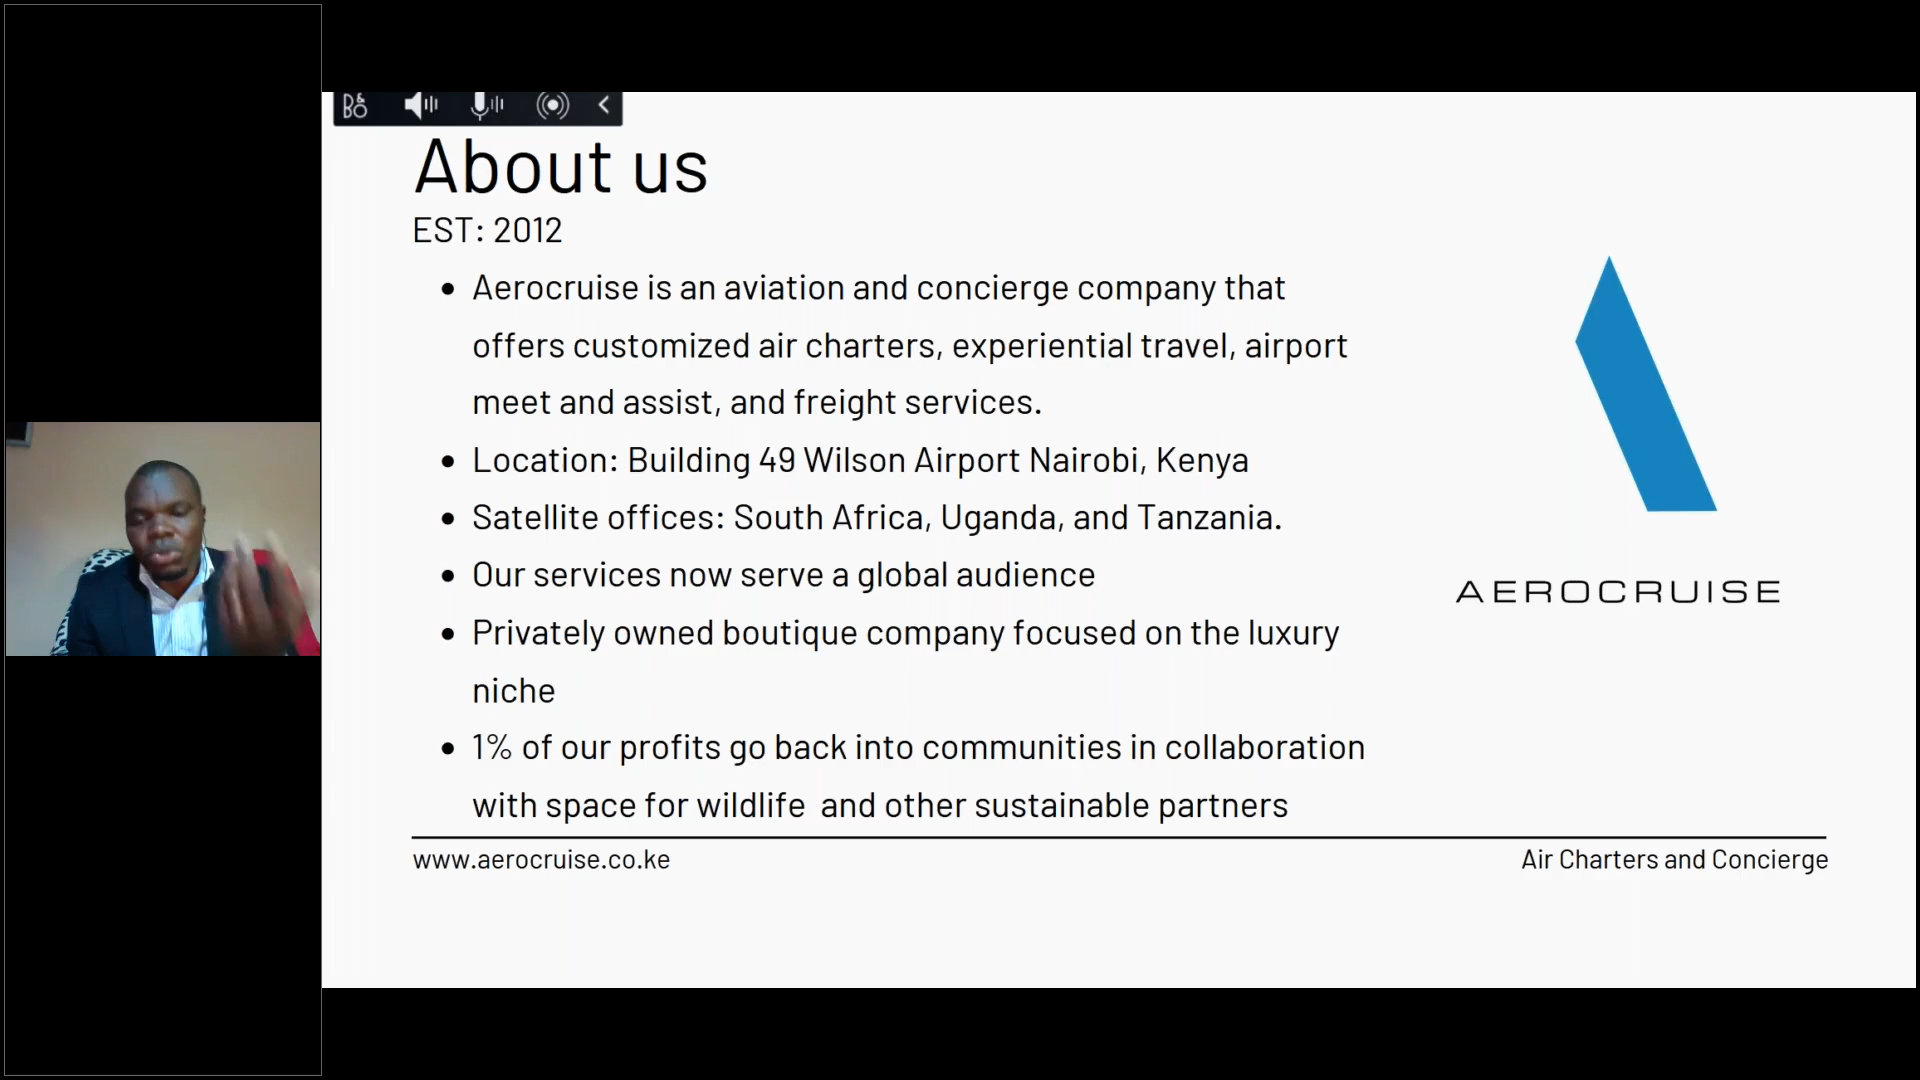 B&O
About us
EST: 2012
• Aerocruise is an aviation and concierge company that
offers customized air charters, experiential travel, airport
meet and assist, and freight services.
• Location: Building 49 Wilson Airport Nairobi, Kenya
• Satellite offices: South Africa, Uganda, and Tanzania.
• Our services now serve a global audience
• Privately owned boutique company focused on the luxury
niche
• 1% of our profits go back into communities in collaboration
with space for wildlife  and other sustainable partners
AEROCRUISE
www.aerocruise.co.ke
Air Charters and Concierge